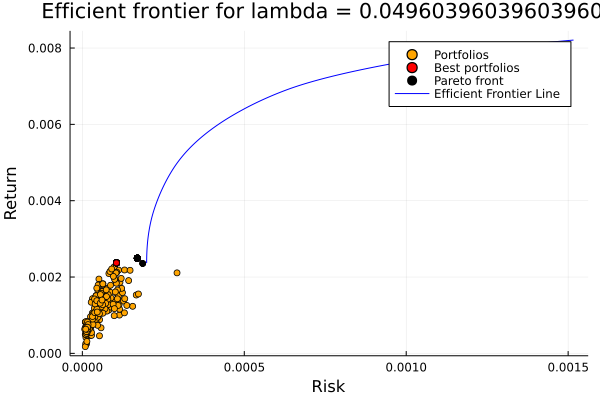 Efficient frontier for lambda = 0.04960396039603960
0.008
0.006
0.004
0.002
0.000
Return
Portfolios
Best portfolios
Pareto front
Efficient Frontier Line
0.0000
0.0005
0.0010
0.0015
Risk